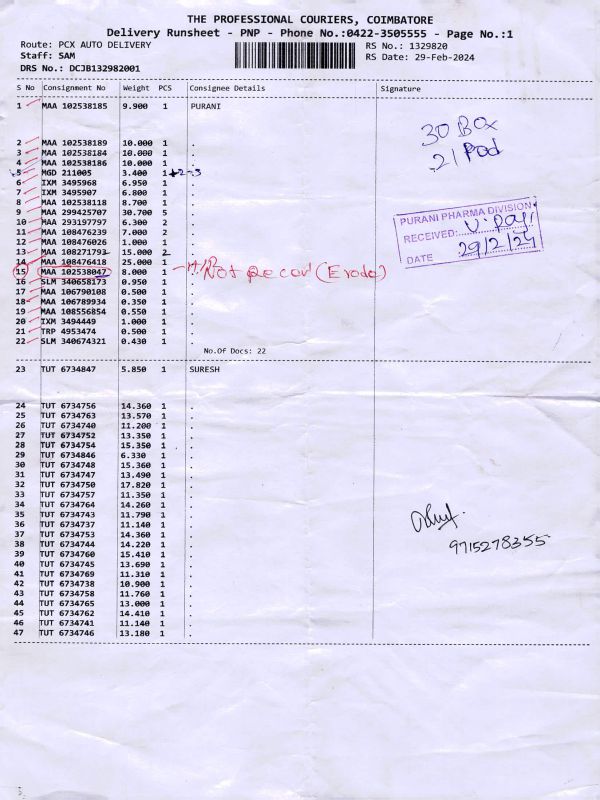 THE PROFESSIONAL COURIERS, COIMBATORE
Delivery Runsheet - PNP - Phone No.:0422-3505555 - Page No.:1
Route: PCX AUTO DELIVERY RS No.: 1329820
Staff: SAM RS Date: 29-Feb-2024
DRS No.: DCJB132982001
S No Consignment No Weight PCS Consignee Details Signature
1 MAA 102538185 9.900 1 PURANI
30 Box
21 Pod
2 MAA 102538189 10.000 1 .
3 MAA 102538184 10.000 1 .
4 MAA 102538186 10.000 1 .
5 MGD 211005 3.400 1 +2-3
6 IXM 3495968 6.950 1 .
7 IXM 3495907 6.800 1 .
8 MAA 102538118 8.700 1 .
9 MAA 299425707 30.700 5 .
10 MAA 293197797 6.300 2 .
11 MAA 108476239 7.000 2 .
12 MAA 108476026 1.000 1 .
13 MAA 108271793 15.000 2 .
14 MAA 108476418 25.000 1 .
15 MAA 102538047 8.000 1 Not Recd (Erode)
PURANI PHARMA DIVISION
RECEIVED:
DATE 29/2/24
16 SLM 340658173 0.950 1 .
17 MAA 106790108 0.500 1 .
18 MAA 106789934 0.350 1 .
19 MAA 108556854 0.550 1 .
20 IXM 3494449 1.000 1 .
21 TRP 4953474 0.500 1 .
22 SLM 340674321 0.430 1 .
No.Of Docs: 22
23 TUT 6734847 5.850 1 SURESH
24 TUT 6734756 14.360 1 .
25 TUT 6734763 13.570 1 .
26 TUT 6734740 11.200 1 .
27 TUT 6734752 13.350 1 .
28 TUT 6734754 15.350 1 .
29 TUT 6734846 6.330 1 .
30 TUT 6734748 15.360 1 .
31 TUT 6734747 13.490 1 .
32 TUT 6734750 17.820 1 .
33 TUT 6734757 11.350 1 .
34 TUT 6734764 14.260 1 .
35 TUT 6734743 11.790 1 .
36 TUT 6734737 11.140 1 .
37 TUT 6734753 14.360 1 .
38 TUT 6734744 14.220 1 .
9715278355
39 TUT 6734760 15.410 1 .
40 TUT 6734745 13.690 1 .
41 TUT 6734769 11.310 1 .
42 TUT 6734738 10.900 1 .
43 TUT 6734758 11.760 1 .
44 TUT 6734765 13.000 1 .
45 TUT 6734762 14.410 1 .
46 TUT 6734741 11.140 1 .
47 TUT 6734746 13.180 1 .